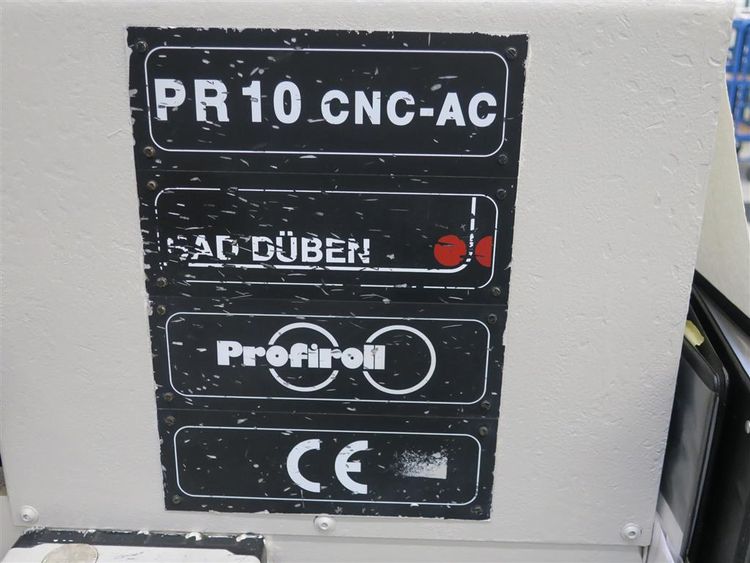 PR 10 CNC-AC
BAD DÜBEN
Profiroll
CE